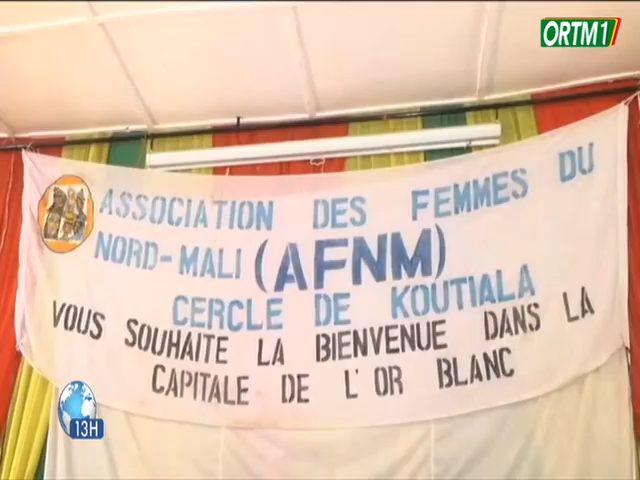 ORTM1
ASSOCIATION DES FEMMES DU
NORD-MALI (AFNM)
CERCLE DE KOUTIALA
VOUS SOUHAITE LA BIENVENUE DANS LA
CAPITALE DE L'OR BLANC
13H